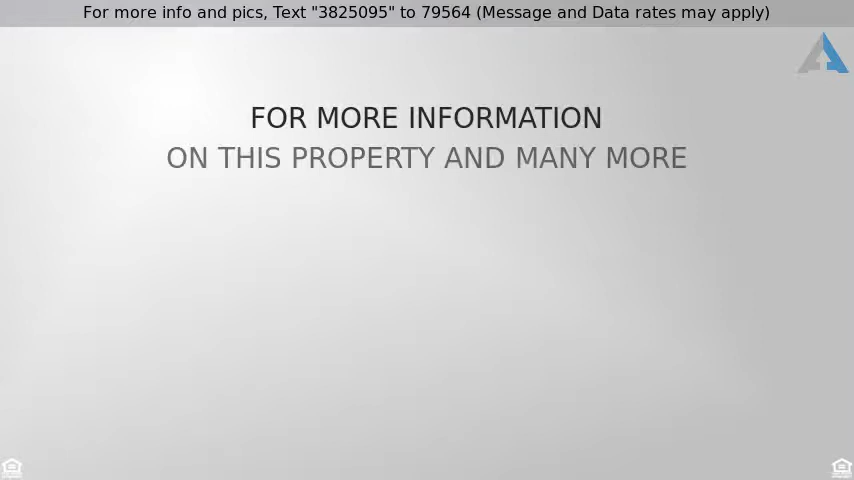 For more info and pics, Text "3825095" to 79564 (Message and Data rates may apply)
FOR MORE INFORMATION
ON THIS PROPERTY AND MANY MORE